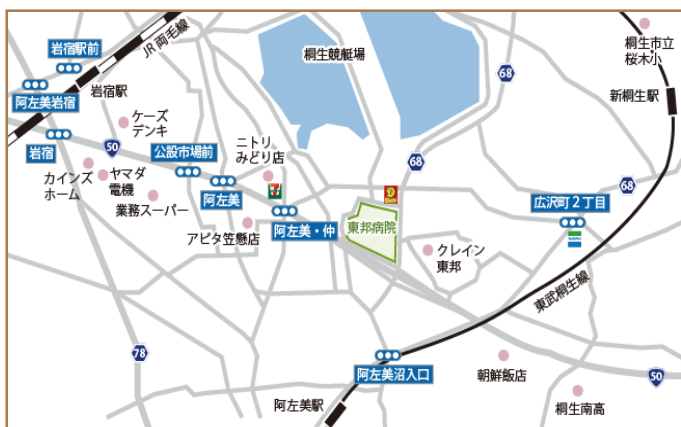 岩宿駅前
JR 両毛線
桐生競艇場
桐生市立
桜木小
68
新桐生駅
阿左美岩宿
岩宿駅
ケーズ
デンキ
岩宿
50
公設市場前
ニトリ
みどり店
68
カインズ
ホーム
ヤマダ
電機
業務スーパー
阿左美
7
広沢町２丁目
68
アピタ笠懸店
阿左美・仲
東邦病院
クレイン
東邦
東武桐生線
78
阿左美沼入口
朝鮮飯店
50
阿左美駅
桐生南高